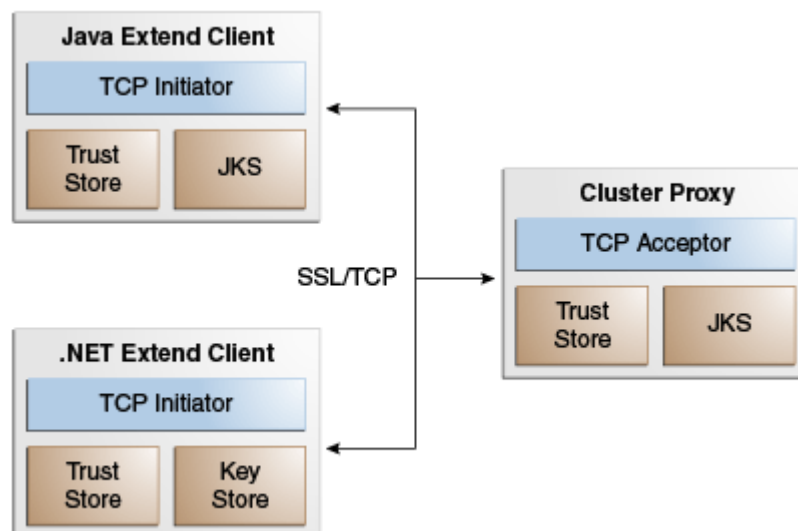 Java Extend Client
TCP Initiator
Trust
Store
JKS
SSL/TCP
.NET Extend Client
TCP Initiator
Trust
Store
Key
Store
Cluster Proxy
TCP Acceptor
Trust
Store
JKS